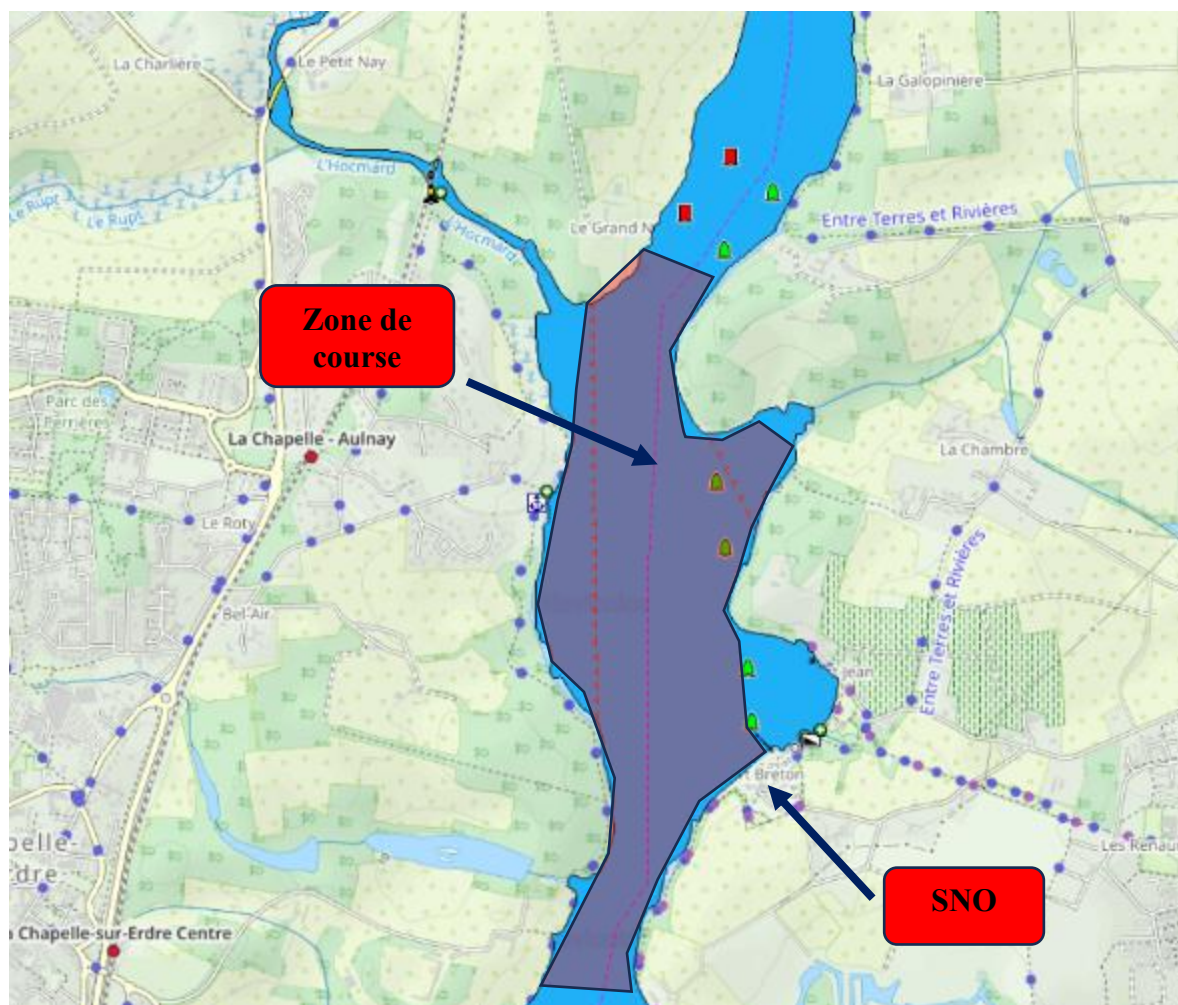 La Charlière
Le Petit Nay
La Galopinière
L'Hocmard
Le Rupt
Le Rupt
L'Hocmard
Entre Terres et Rivières
Le Grand N
Zone de
course
Parc des
Perrières
La Chapelle - Aulnay
La Chambre
Le Roty
Bel-Air
Entre Terres et Rivières
Jean
rt Breton
pelle-
rdre
Les Renau
SNO
a Chapelle-sur-Erdre Centre